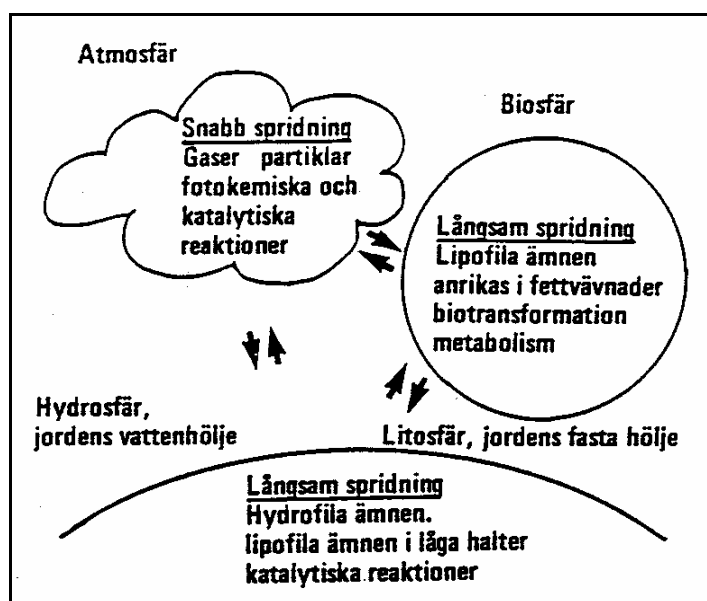 Atmosfär
Snabb spridning
Gaser partiklar
fotokemiska och
katalytiska
reaktioner
Biosfär
Långsam spridning
Lipofila ämnen
anrikas i fettvävnader
biotransformation
metabolism
Hydrosfär,
jordens vattenhölje
Litosfär, jordens fasta hölje
Långsam spridning
Hydrofila ämnen.
lipofila ämnen i låga halter
katalytiska reaktioner